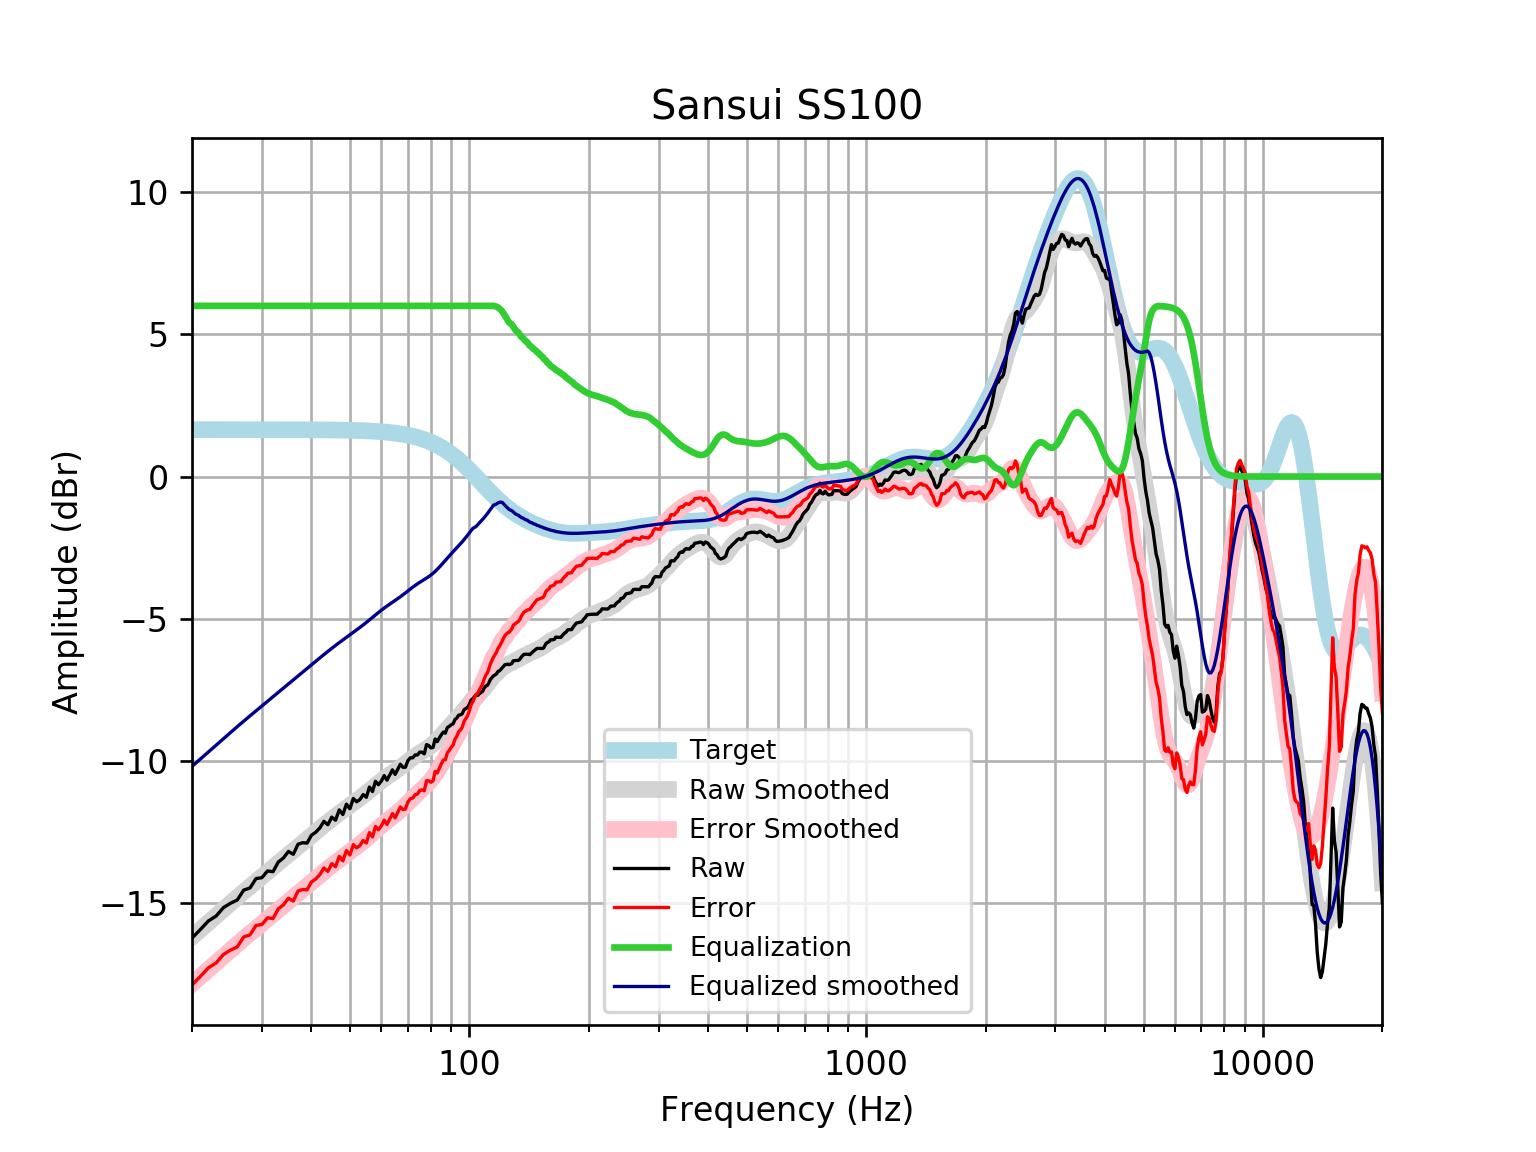 Sansui SS100
10
5
0
−5
−10
−15
Amplitude (dBr)
Target
Raw Smoothed
Error Smoothed
Raw
Error
Equalization
Equalized smoothed
100
1000
10000
Frequency (Hz)